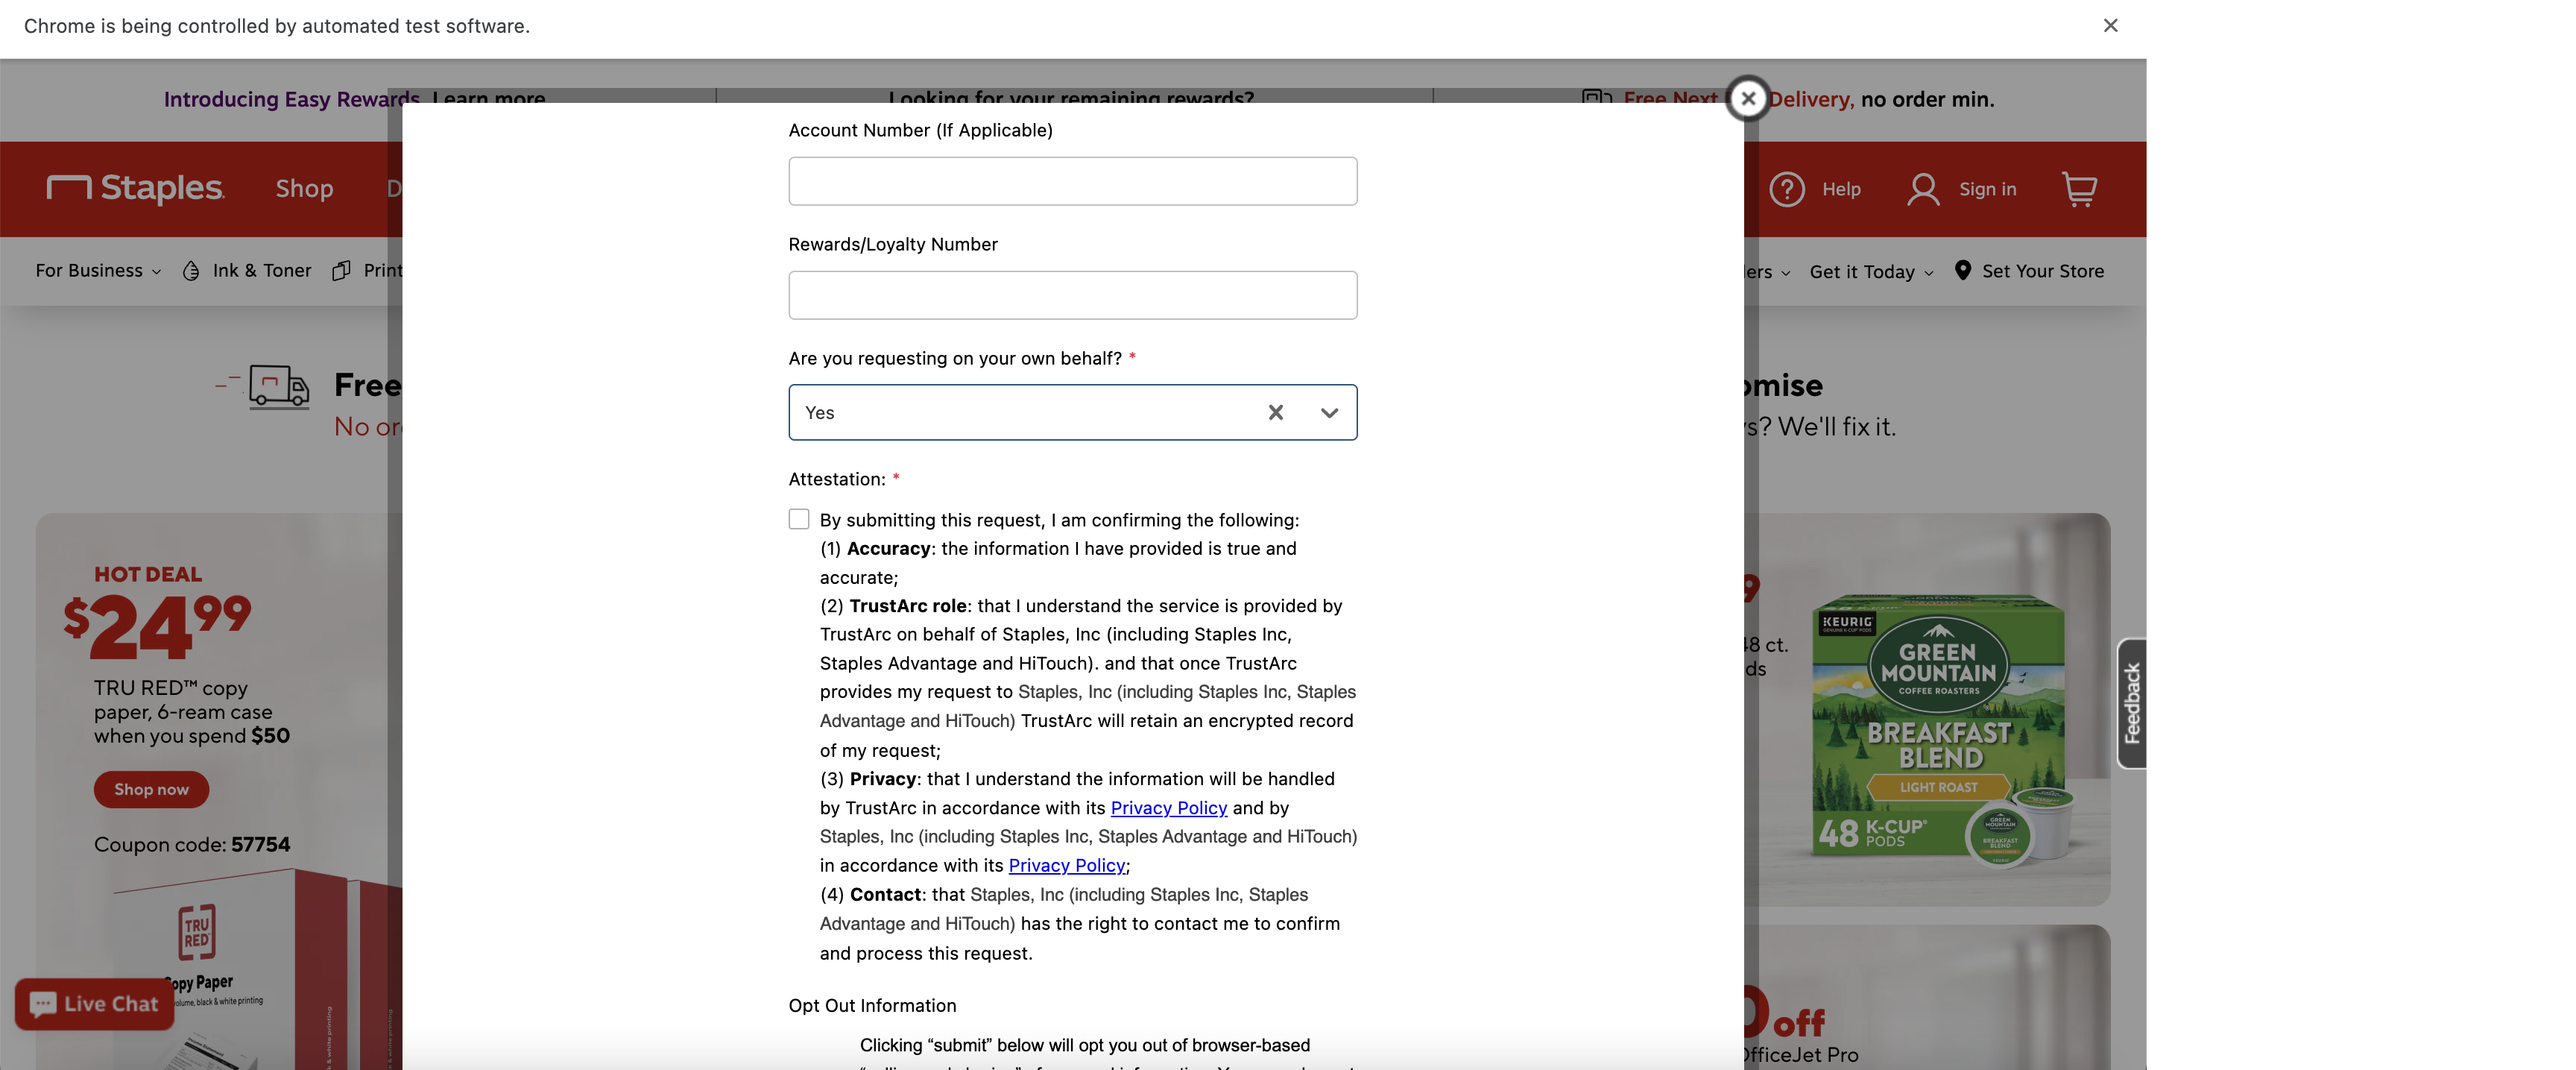 Chrome is being controlled by automated test software.
Introducing Easy Rewards Learn more
Looking for your remaining rewards?
Free Next Delivery, no order min.
Staples
Shop
Help
Sign in
For Business
Ink & Toner
Print
Get it Today
Set Your Store
Free
No
omise
s? We'll fix it.
Account Number (If Applicable)
Rewards/Loyalty Number
Are you requesting on your own behalf? *
Yes
Attestation: *
By submitting this request, I am confirming the following:
(1) Accuracy: the information I have provided is true and
accurate;
(2) TrustArc role: that I understand the service is provided by
TrustArc on behalf of Staples, Inc (including Staples Inc,
Staples Advantage and HiTouch). and that once TrustArc
provides my request to Staples, Inc (including Staples Inc, Staples
Advantage and HiTouch) TrustArc will retain an encrypted record
of my request;
(3) Privacy: that I understand the information will be handled
by TrustArc in accordance with its Privacy Policy and by
Staples, Inc (including Staples Inc, Staples Advantage and HiTouch)
in accordance with its Privacy Policy;
(4) Contact: that Staples, Inc (including Staples Inc, Staples
Advantage and HiTouch) has the right to contact me to confirm
and process this request.
Opt Out Information
Clicking “submit” below will opt you out of browser-based
HOT DEAL
$2499
TRU RED™ copy
paper, 6-ream case
when you spend $50
Shop now
Coupon code: 57754
TRU
RED
Copy Paper
volume, black & white printing
Live Chat
48 ct.
ds
KEURIG
GREEN
MOUNTAIN
COFFEE ROASTERS
BREAKFAST
BLEND
LIGHT ROAST
48 K-CUP®
PODS
Feedback
off
OfficeJet Pro